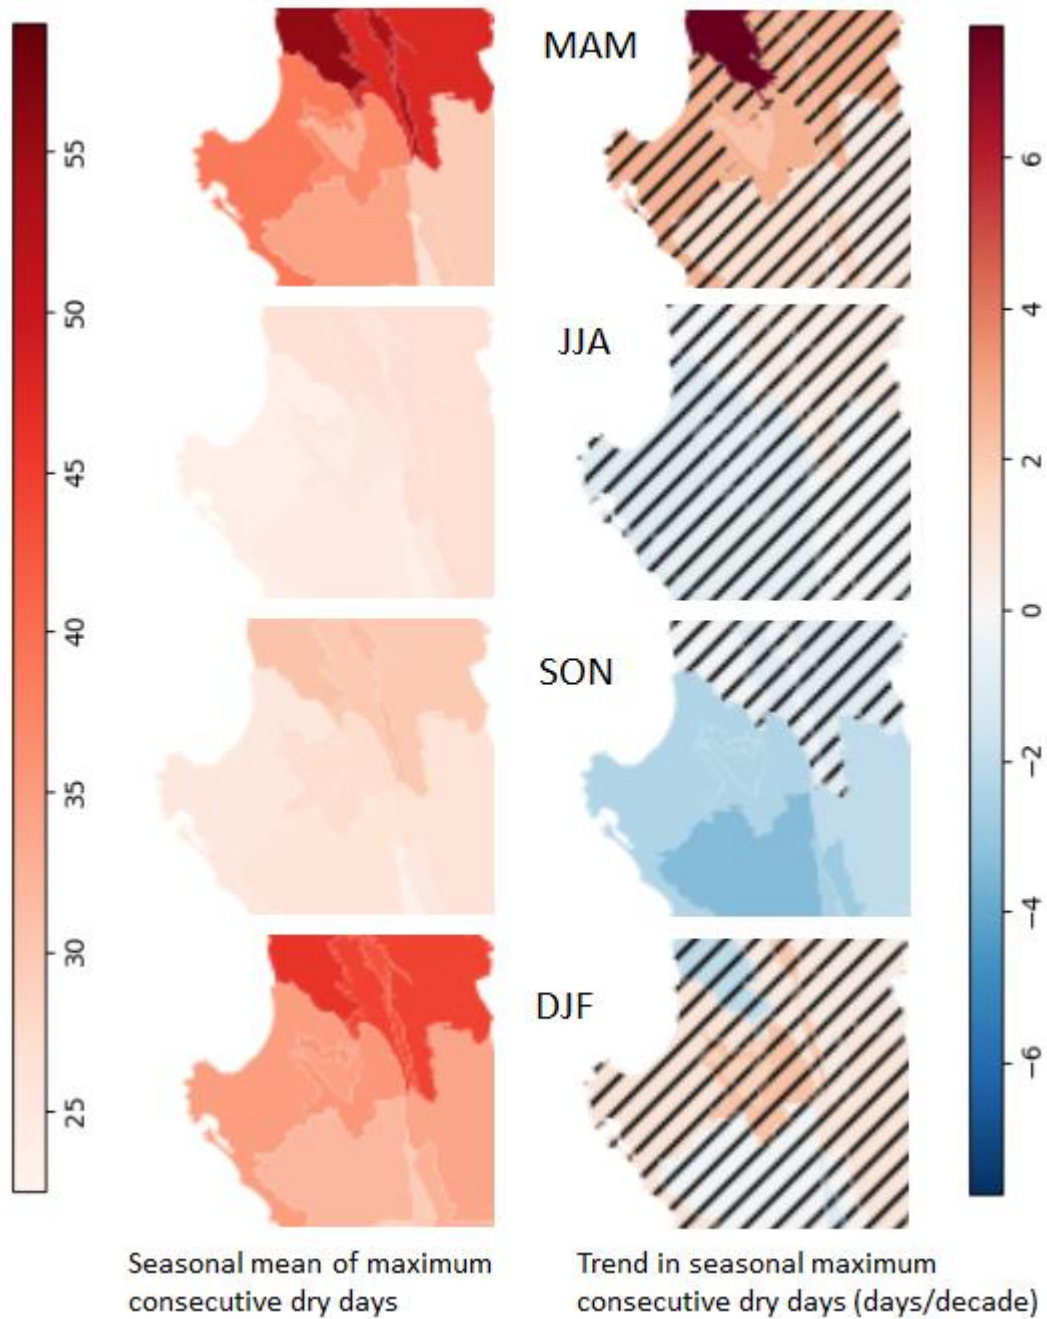 MAM
JJA
SON
DJF
55
50
45
40
35
30
25
6
4
2
0
−2
−4
−6
Seasonal mean of maximum
consecutive dry days
Trend in seasonal maximum
consecutive dry days (days/decade)